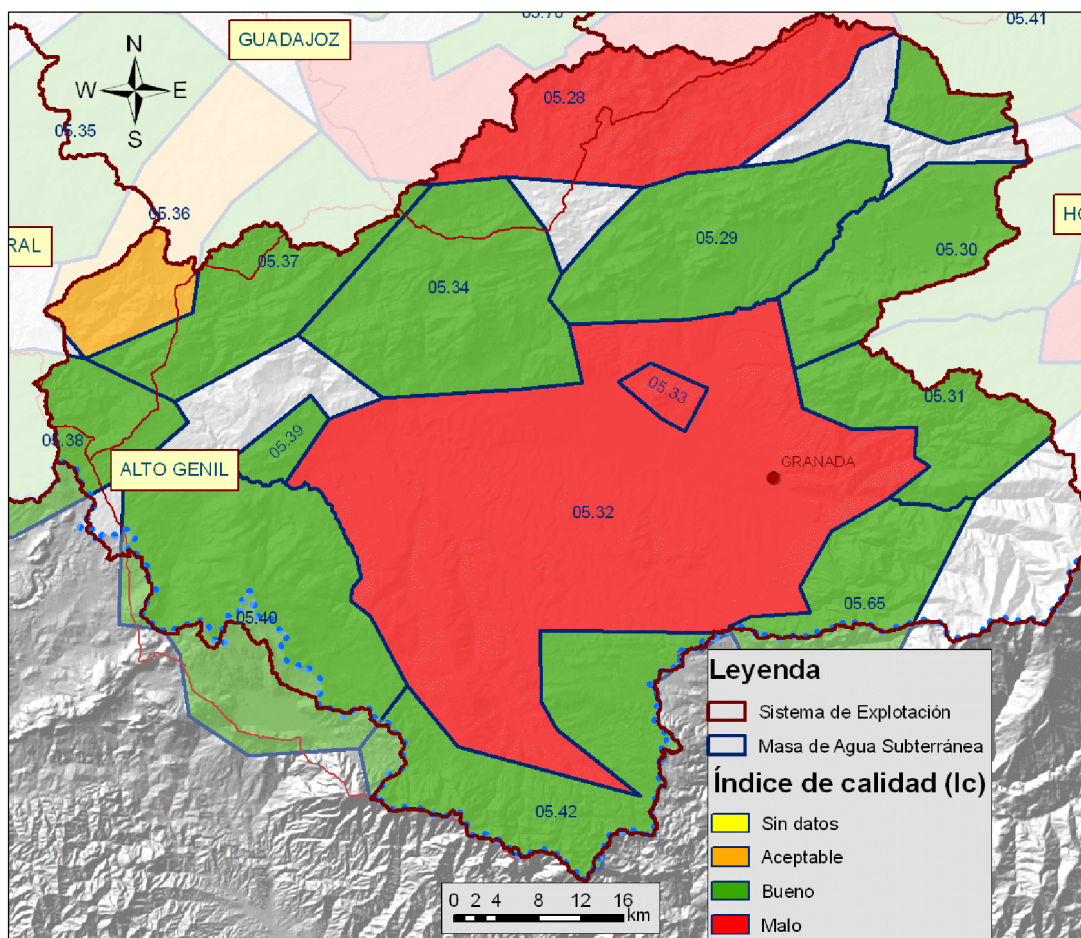 05.70
05.41
GUADAJOZ
N
W
E
S
05.28
05.35
05.36
05.29
05.30
05.37
05.34
05.33
05.31
05.38
05.39
ALTO GENIL
GRANADA
05.32
05.40
05.65
05.42
RAL
HO
Leyenda
Sistema de Explotación
Masa de Agua Subterránea
Índice de calidad (Ic)
Sin datos
Aceptable
Bueno
Malo
0 2 4 8 12 16
km